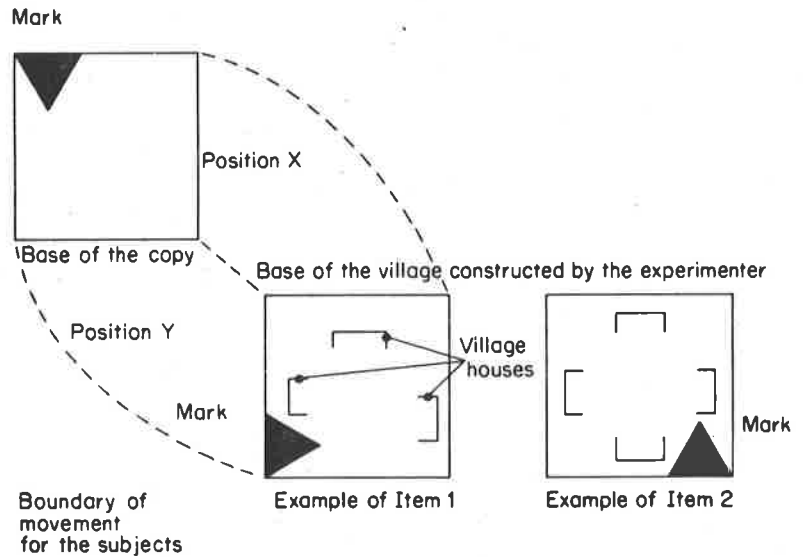 Mark
Position X
Base of the copy
Base of the village constructed by the experimenter
Position Y
Village
houses
Mark
Mark
Example of Item 1
Example of Item 2
Boundary of
movement
for the subjects